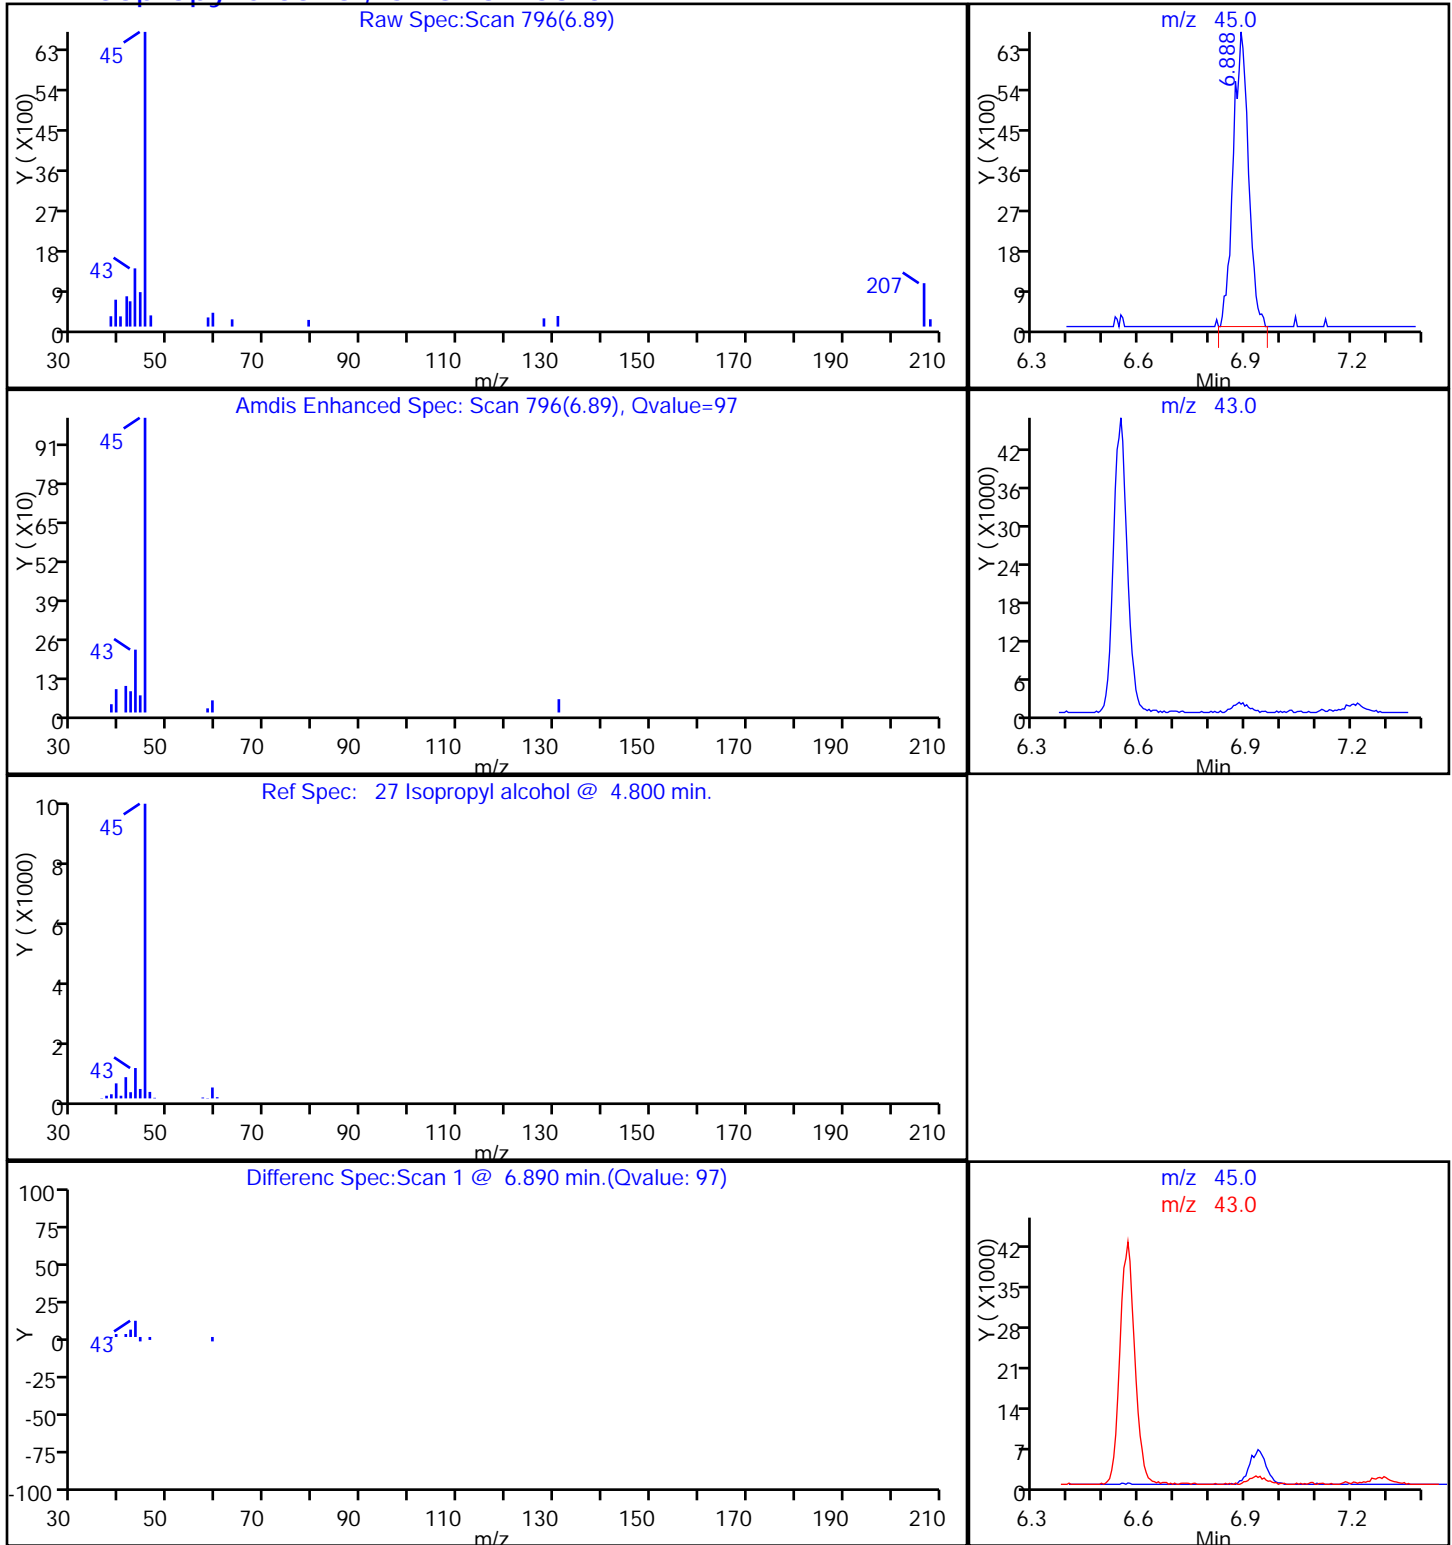 Raw Spec:Scan 796(6.89)
Y ( X100)
63
54
45
36
27
18
9
0
45
43
207
30 50 70 90 110 130 150 170 190 210
m/z
m/z 45.0
Y ( X100)
63
54
45
36
27
18
9
0
6.888
6.3 6.6 6.9 7.2
Min
Amdis Enhanced Spec: Scan 796(6.89), Qvalue=97
Y ( X10)
91
78
65
52
39
26
13
0
45
43
30 50 70 90 110 130 150 170 190 210
m/z
m/z 43.0
Y ( X1000)
42
36
30
24
18
12
6
0
6.3 6.6 6.9 7.2
Min
Ref Spec: 27 Isopropyl alcohol @ 4.800 min.
Y ( X1000)
10
8
6
4
2
0
45
43
30 50 70 90 110 130 150 170 190 210
m/z
Differenc Spec:Scan 1 @ 6.890 min.(Qvalue: 97)
Y
100
75
50
25
0
-25
-50
-75
-100
43
30 50 70 90 110 130 150 170 190 210
m/z
m/z 45.0
m/z 43.0
Y ( X1000)
42
35
28
21
14
7
0
6.3 6.6 6.9 7.2
Min